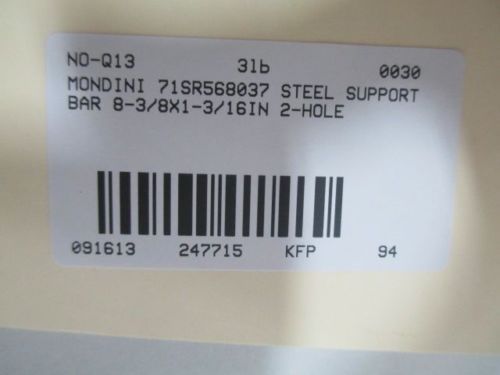 NO-Q13 3lb 0030
MONDINI 71SR568037 STEEL SUPPORT
BAR 8-3/8X1-3/16IN 2-HOLE
091613 247715 KFP 94